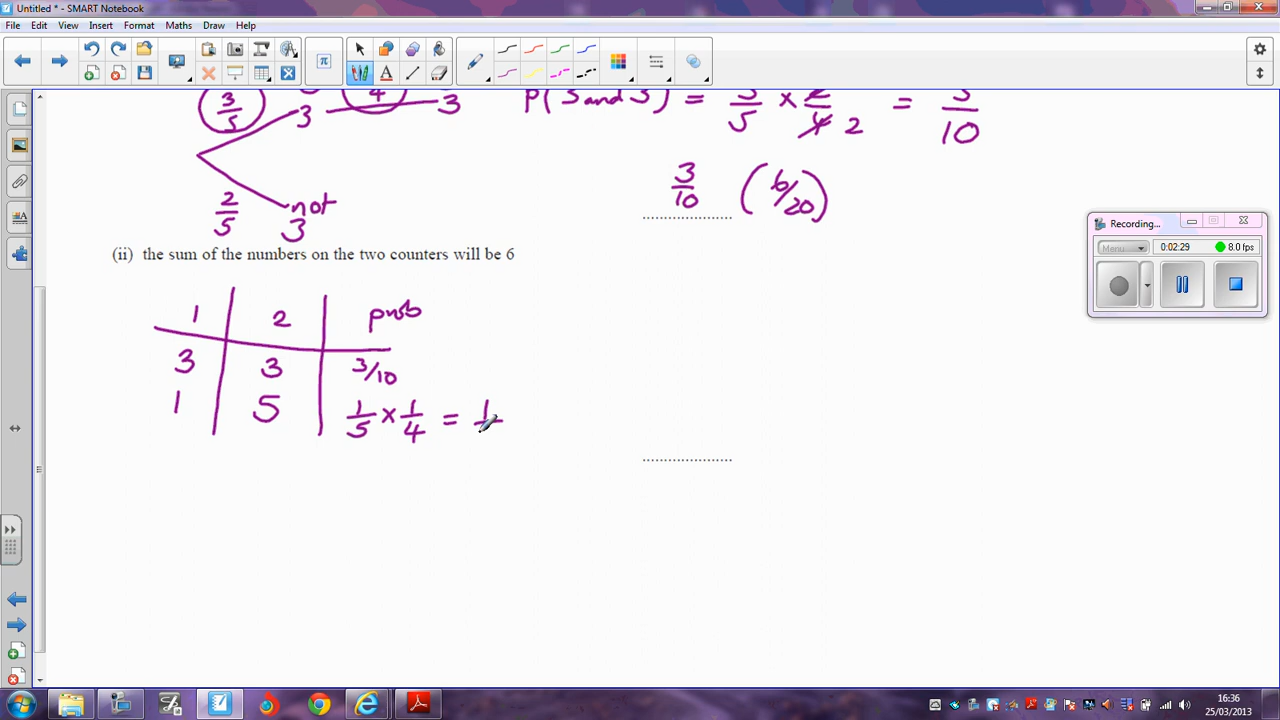 Untitled * - SMART Notebook
File Edit View Insert Format Maths Draw Help
3/5 4 3 3 P(3 and 3) = 3/5 × 2/4 2 = 3/10
3/10 (6/20)
2/5 not 3
(ii) the sum of the numbers on the two counters will be 6
1 2 prob
3 3 3/10
1 5 1/5 × 1/4 = 1
Recording...
Menu 0:02:29 8.0 fps
16:36
25/03/2013